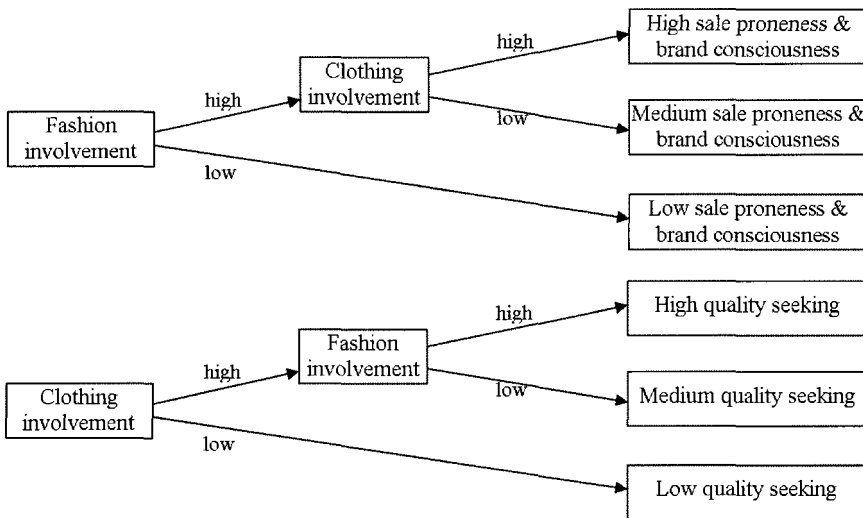 High sale proneness &
brand consciousness
high
Clothing
involvement
high
low
Medium sale proneness &
brand consciousness
Fashion
involvement
low
Low sale proneness &
brand consciousness
High quality seeking
high
Fashion
involvement
high
low
Medium quality seeking
Clothing
involvement
low
Low quality seeking